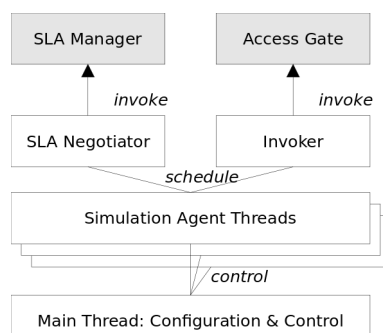 SLA Manager
Access Gate
invoke
invoke
SLA Negotiator
Invoker
schedule
Simulation Agent Threads
control
Main Thread: Configuration & Control